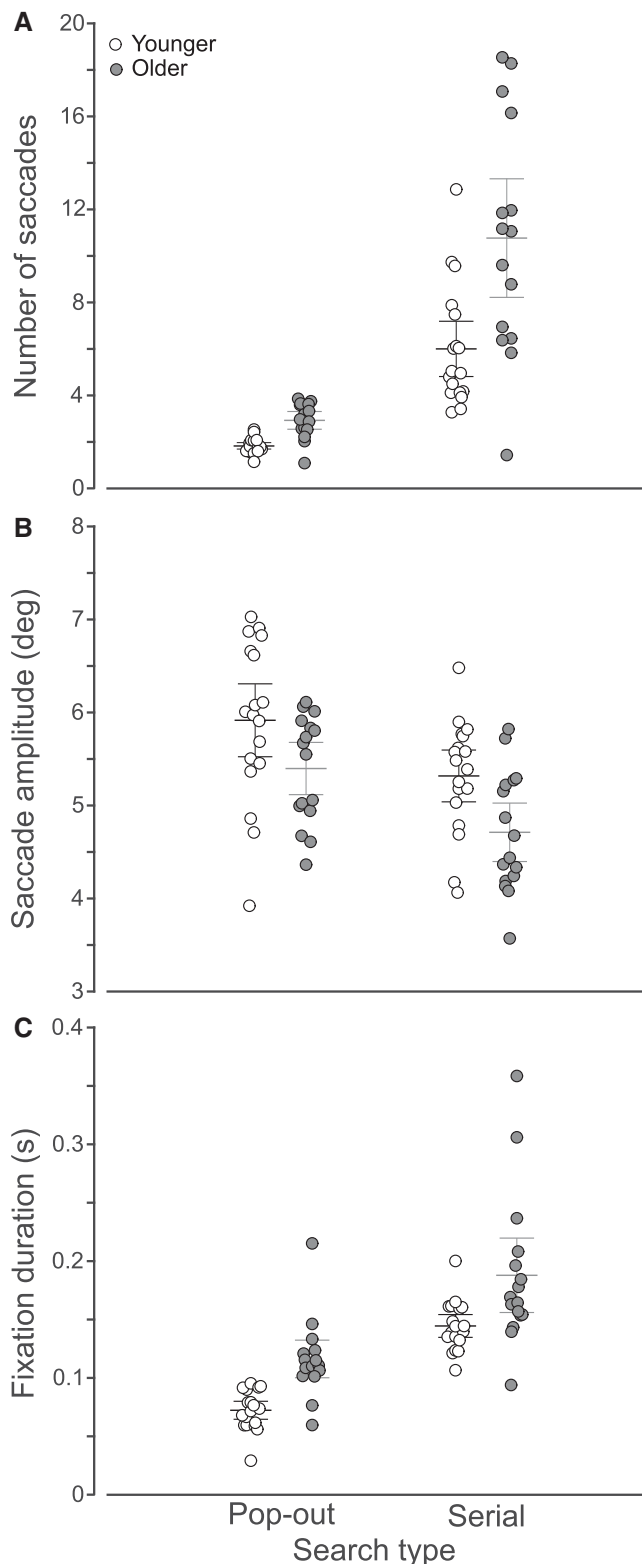 A
20
16
12
8
4
0
Number of saccades
Younger
Older
B
8
7
6
5
4
3
Saccade amplitude (deg)
C
0.4
0.3
0.2
0.1
0
Fixation duration (s)
Pop-out Serial
Search type